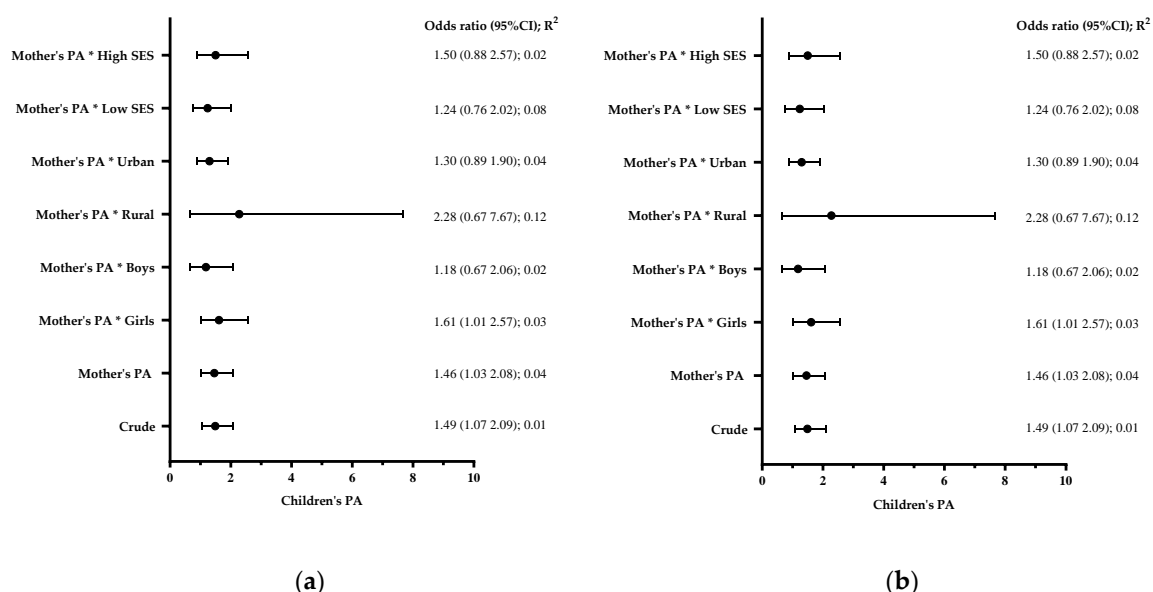 Odds ratio (95%CI); R²
Mother's PA * High SES 1.50 (0.88 2.57); 0.02
Mother's PA * Low SES 1.24 (0.76 2.02); 0.08
Mother's PA * Urban 1.30 (0.89 1.90); 0.04
Mother's PA * Rural 2.28 (0.67 7.67); 0.12
Mother's PA * Boys 1.18 (0.67 2.06); 0.02
Mother's PA * Girls 1.61 (1.01 2.57); 0.03
Mother's PA 1.46 (1.03 2.08); 0.04
Crude 1.49 (1.07 2.09); 0.01
0 2 4 6 8 10
Children's PA
(a)
Odds ratio (95%CI); R²
Mother's PA * High SES 1.50 (0.88 2.57); 0.02
Mother's PA * Low SES 1.24 (0.76 2.02); 0.08
Mother's PA * Urban 1.30 (0.89 1.90); 0.04
Mother's PA * Rural 2.28 (0.67 7.67); 0.12
Mother's PA * Boys 1.18 (0.67 2.06); 0.02
Mother's PA * Girls 1.61 (1.01 2.57); 0.03
Mother's PA 1.46 (1.03 2.08); 0.04
Crude 1.49 (1.07 2.09); 0.01
0 2 4 6 8 10
Children's PA
(b)